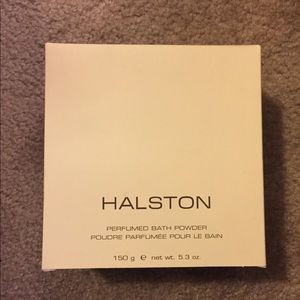 HALSTON
PERFUMED BATH POWDER
POUDRE PARFUMÉE POUR LE BAIN
150 g ℮ net wt. 5.3 oz.